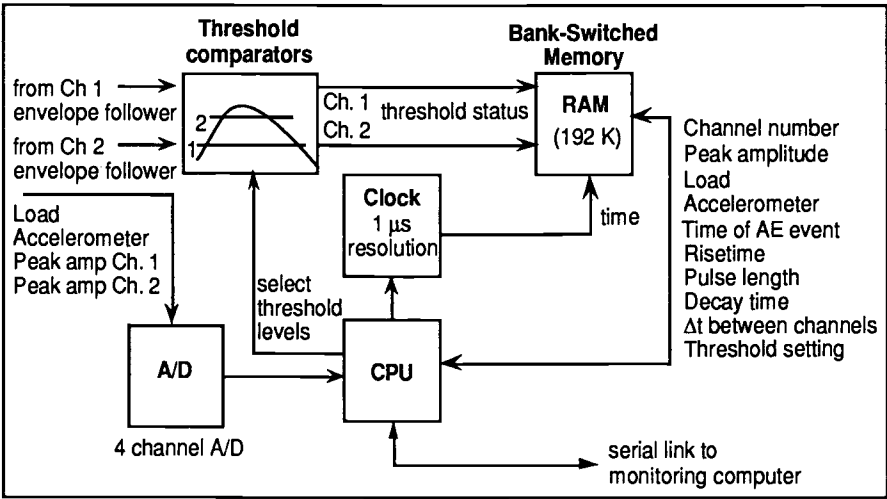 Threshold
comparators
Bank-Switched
Memory
from Ch 1
envelope follower
from Ch 2
envelope follower
2
1
Ch. 1
Ch. 2
threshold status
RAM
(192 K)
Channel number
Peak amplitude
Load
Accelerometer
Time of AE event
Risetime
Pulse length
Decay time
Δt between channels
Threshold setting
Load
Accelerometer
Peak amp Ch. 1
Peak amp Ch. 2
Clock
1 μs
resolution
time
select
threshold
levels
A/D
CPU
4 channel A/D
serial link to
monitoring computer